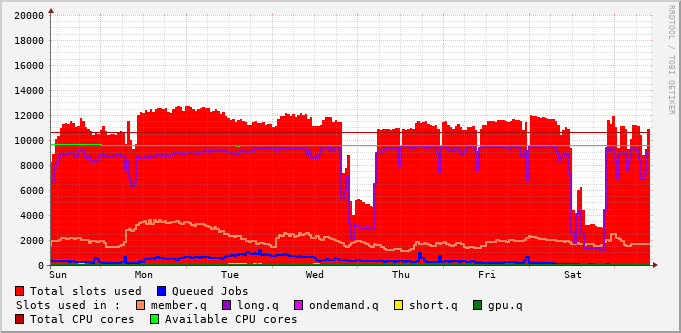 20000
18000
16000
14000
12000
10000
8000
6000
4000
2000
0
Sun Mon Tue Wed Thu Fri Sat
RRDTOOL / TOBI OETIKER
Total slots used Queued Jobs
Slots used in : member.q long.q ondemand.q short.q gpu.q
Total CPU cores Available CPU cores